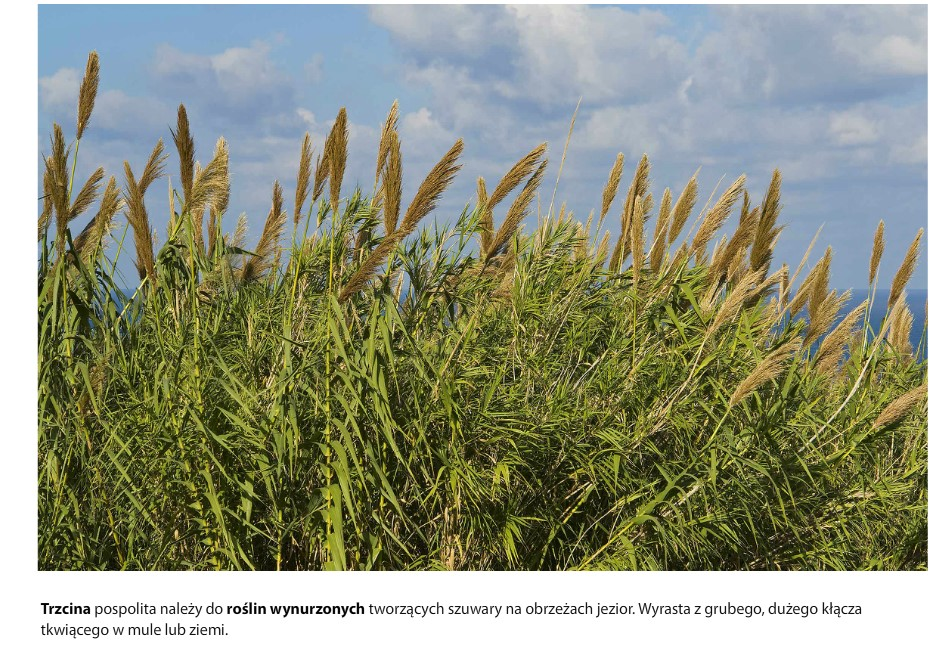 Trzcina pospolita należy do roślin wynurzonych tworzących szuwary na obrzeżach jezior. Wyrasta z grubego, dużego kłącza
tkwiącego w mule lub ziemi.